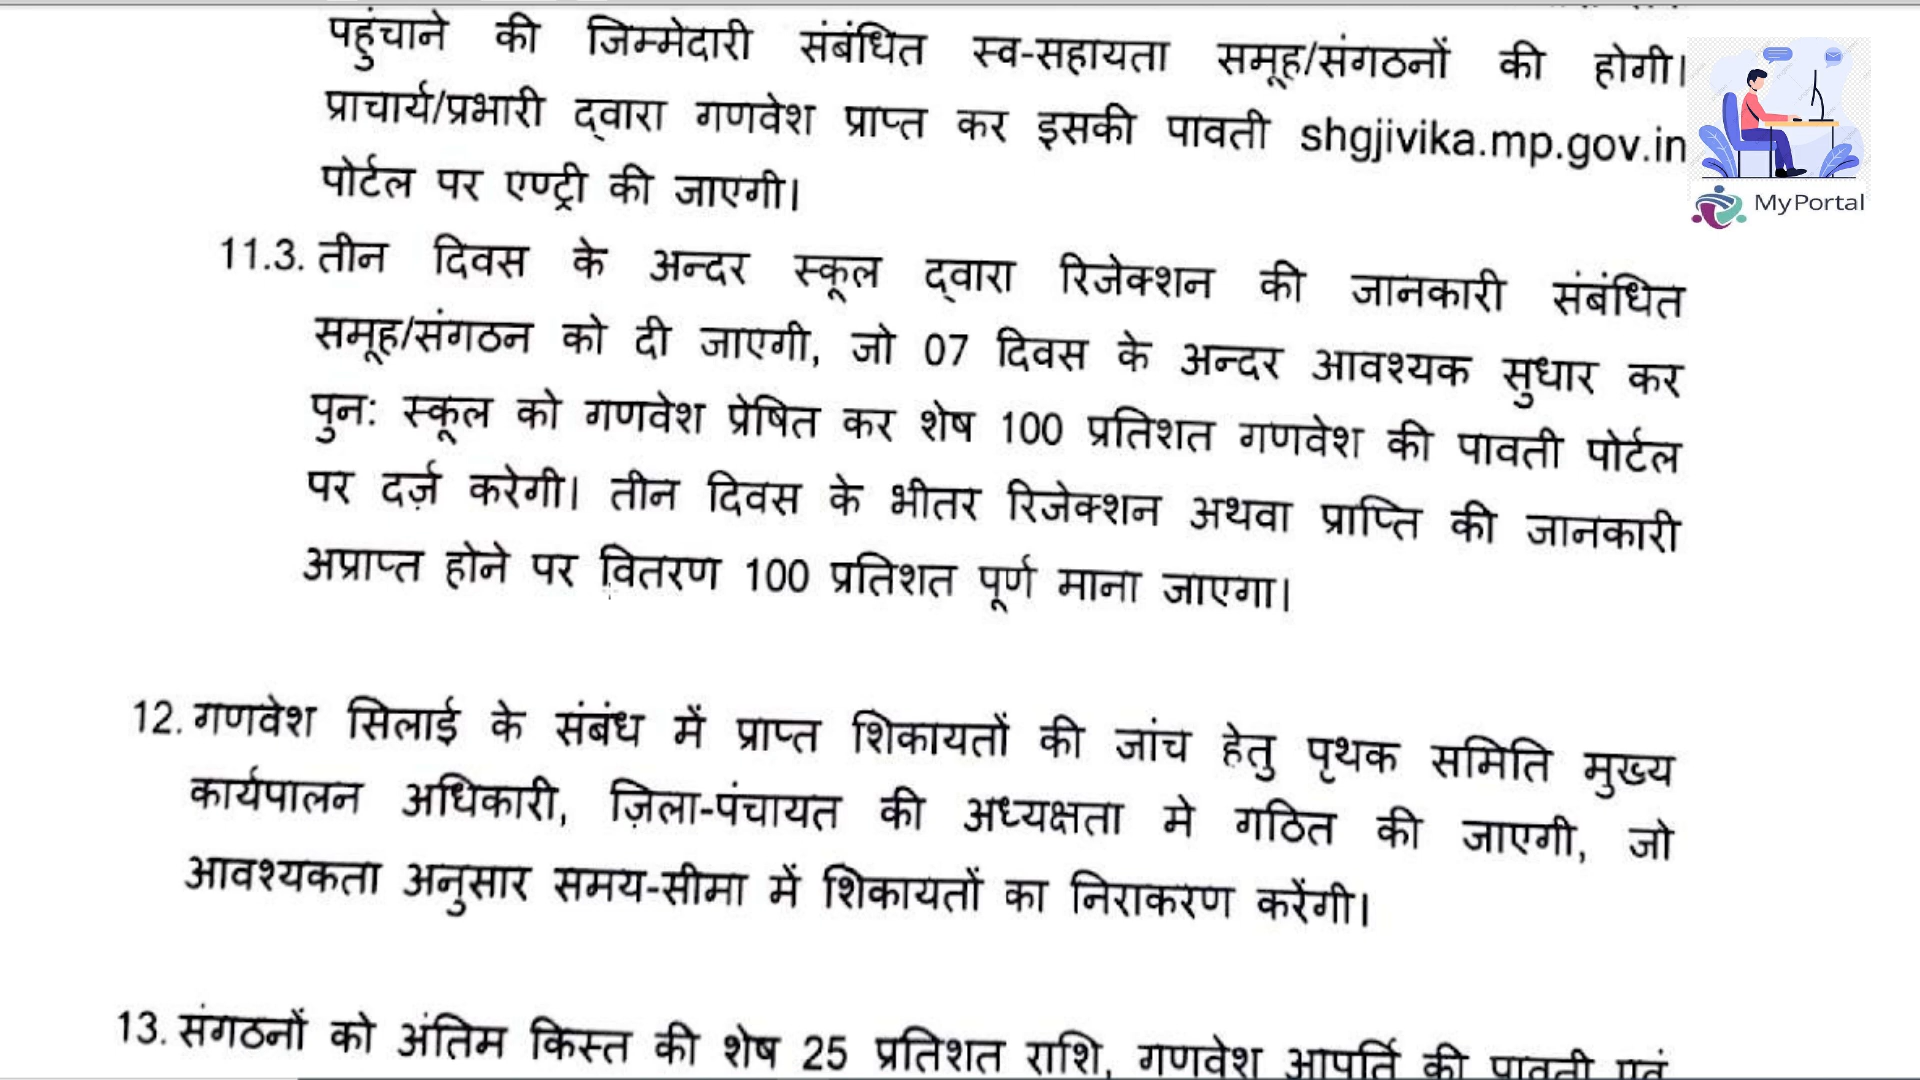 पहुंचाने की जिम्मेदारी संबंधित स्व-सहायता समूह/संगठनों की होगी।
प्राचार्य/प्रभारी द्वारा गणवेश प्राप्त कर इसकी पावती shgjivika.mp.gov.in
पोर्टल पर एण्ट्री की जाएगी।
MyPortal
11.3. तीन दिवस के अन्दर स्कूल द्वारा रिजेक्शन की जानकारी संबंधित
समूह/संगठन को दी जाएगी, जो 07 दिवस के अन्दर आवश्यक सुधार कर
पुन: स्कूल को गणवेश प्रेषित कर शेष 100 प्रतिशत गणवेश की पावती पोर्टल
पर दर्ज़ करेगी। तीन दिवस के भीतर रिजेक्शन अथवा प्राप्ति की जानकारी
अप्राप्त होने पर वितरण 100 प्रतिशत पूर्ण माना जाएगा।
12. गणवेश सिलाई के संबंध में प्राप्त शिकायतों की जांच हेतु पृथक समिति मुख्य
कार्यपालन अधिकारी, ज़िला-पंचायत की अध्यक्षता मे गठित की जाएगी, जो
आवश्यकता अनुसार समय-सीमा में शिकायतों का निराकरण करेंगी।
13. संगठनों को अंतिम किस्त की शेष 25 प्रतिशत राशि, गणवेश आपूर्ति की पावती एवं